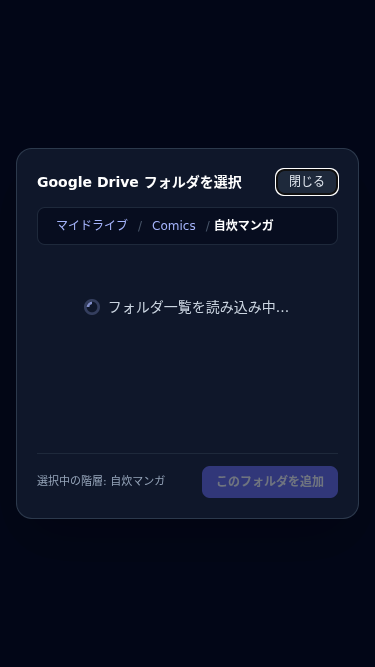 Google Drive フォルダを選択
閉じる
マイドライブ / Comics / 自炊マンガ
フォルダ一覧を読み込み中...
選択中の階層: 自炊マンガ
このフォルダを追加